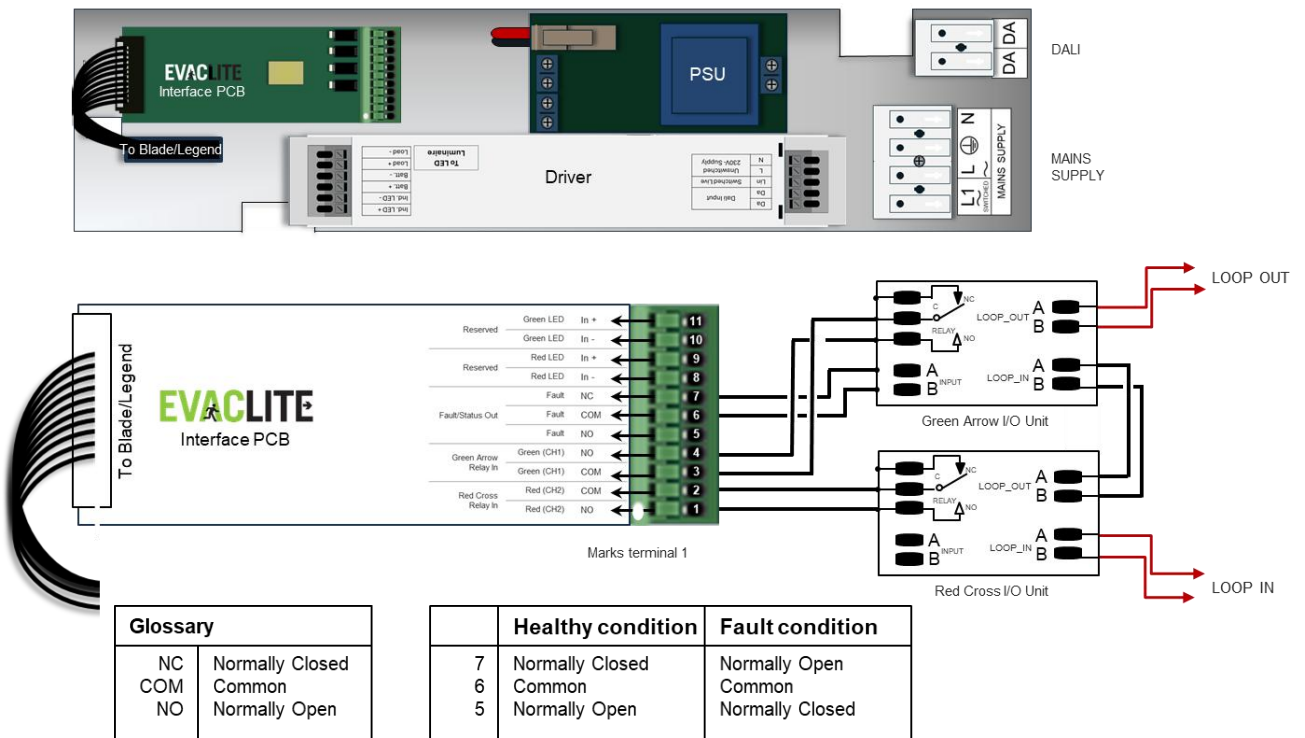 EVACLITE
Interface PCB
To Blade/Legend
PSU
DA DA
DALI
To LED
Luminaire
Load -
Load +
Batt. -
Batt. +
Ind. LED-
Ind. LED+
Driver
N
L
Lin
Da
Da
230V- Supply
Unswitched
Switched Live
Dali Input
N
L
L1
SWITCHED
MAINS SUPPLY
MAINS
SUPPLY
To Blade/Legend
EVACLITE
Interface PCB
Reserved
Green LED In + 11
Green LED In - 10
Reserved
Red LED In + 9
Red LED In - 8
Fault/Status Out
Fault NC 7
Fault COM 6
Fault NO 5
Green Arrow
Relay In
Green (CH1) NO 4
Green (CH1) COM 3
Red Cross
Relay In
Red (CH2) COM 2
Red (CH2) NO 1
Marks terminal 1
NC
C
RELAY
NO
A
B
INPUT
LOOP_OUT
A
B
LOOP_IN
A
B
Green Arrow I/O Unit
LOOP OUT
NC
C
RELAY
NO
A
B
INPUT
LOOP_OUT
A
B
LOOP_IN
A
B
Red Cross I/O Unit
LOOP IN
Glossary
NC Normally Closed
COM Common
NO Normally Open
Healthy condition Fault condition
7 Normally Closed Normally Open
6 Common Common
5 Normally Open Normally Closed